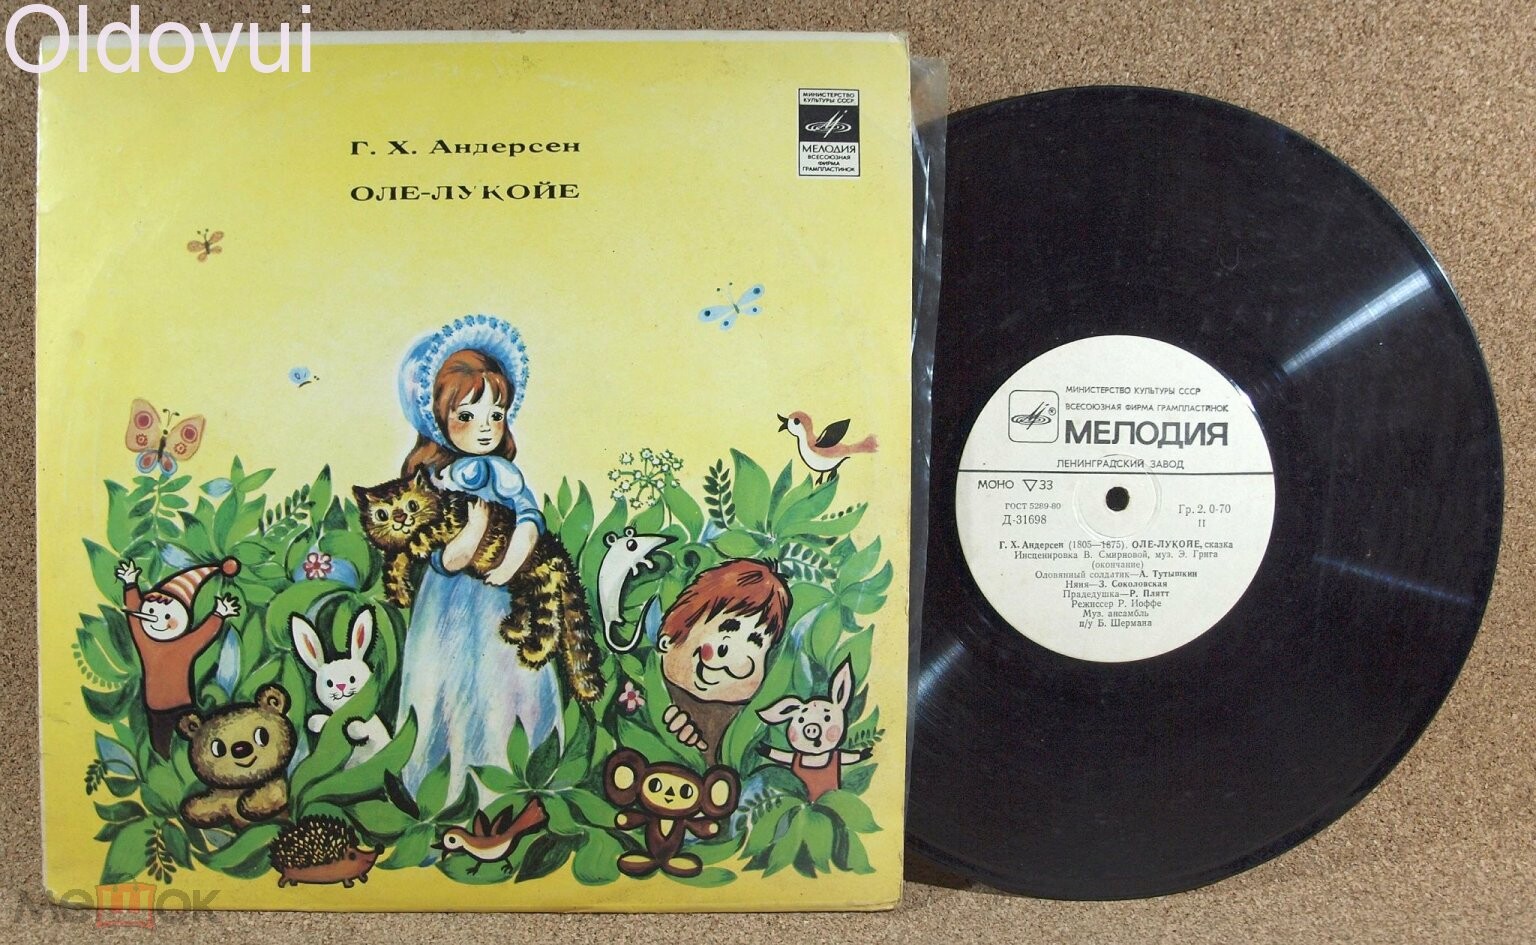 Oldovui
Г. Х. Андерсен
ОЛЕ-ЛУКОЙЕ
МИНИСТЕРСТВО
КУЛЬТУРЫ СССР
МЕЛОДИЯ
ВСЕСОЮЗНАЯ
ФИРМА
ГРАМПЛАСТИНОК
МИНИСТЕРСТВО КУЛЬТУРЫ СССР
ВСЕСОЮЗНАЯ ФИРМА ГРАМПЛАСТИНОК
МЕЛОДИЯ
ЛЕНИНГРАДСКИЙ ЗАВОД
МОНО ▽33
ГОСТ 5289-80
Д-31698
Гр. 2. 0-70
II
Г. Х. Андерсен (1805—1875). ОЛЕ-ЛУКОЙЕ, сказка
Инсценировка В. Смирновой, муз. Э. Грига
(окончание)
Оловянный солдатик—А. Тутышкин
Няня—З. Соколовская
Прадедушка—Р. Плятт
Режиссер Р. Иоффе
Муз. ансамбль
п/у Б. Шермана
мешок